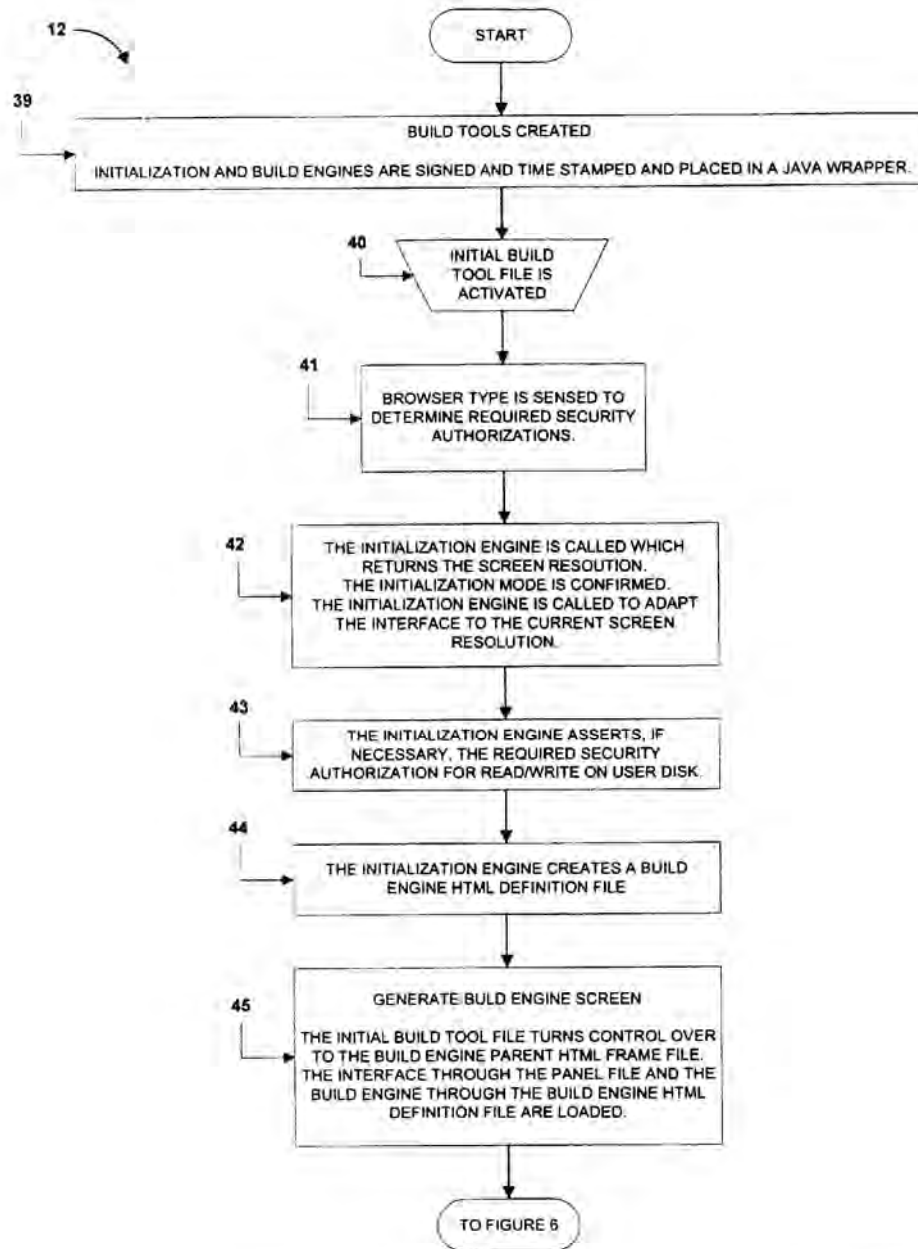 12
START
39
BUILD TOOLS CREATED
INITIALIZATION AND BUILD ENGINES ARE SIGNED AND TIME STAMPED AND PLACED IN A JAVA WRAPPER.
40
INITIAL BUILD
TOOL FILE IS
ACTIVATED
41
BROWSER TYPE IS SENSED TO
DETERMINE REQUIRED SECURITY
AUTHORIZATIONS.
42
THE INITIALIZATION ENGINE IS CALLED WHICH
RETURNS THE SCREEN RESOUTION.
THE INITIALIZATION MODE IS CONFIRMED.
THE INITIALIZATION ENGINE IS CALLED TO ADAPT
THE INTERFACE TO THE CURRENT SCREEN
RESOLUTION.
43
THE INITIALIZATION ENGINE ASSERTS, IF
NECESSARY, THE REQUIRED SECURITY
AUTHORIZATION FOR READ/WRITE ON USER DISK.
44
THE INITIALIZATION ENGINE CREATES A BUILD
ENGINE HTML DEFINITION FILE
45
GENERATE BUILD ENGINE SCREEN
THE INITIAL BUILD TOOL FILE TURNS CONTROL OVER
TO THE BUILD ENGINE PARENT HTML FRAME FILE.
THE INTERFACE THROUGH THE PANEL FILE AND THE
BUILD ENGINE THROUGH THE BUILD ENGINE HTML
DEFINITION FILE ARE LOADED.
TO FIGURE 6